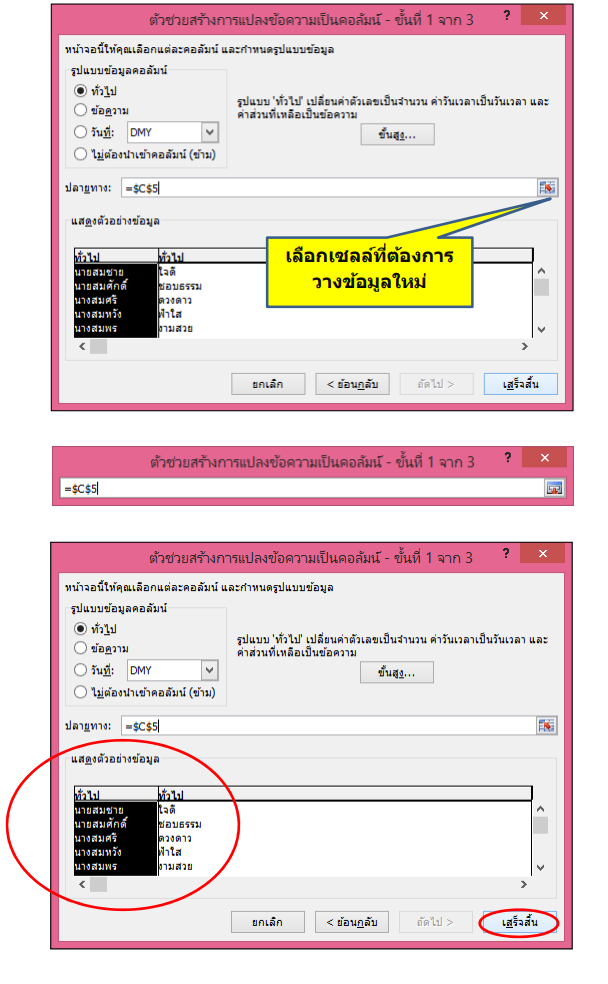 ตัวช่วยสร้างการแปลงข้อความเป็นคอลัมน์ - ขั้นที่ 1 จาก 3 ? ×
หน้าจอนี้ให้คุณเลือกแต่ละคอลัมน์ และกำหนดรูปแบบข้อมูล
รูปแบบข้อมูลคอลัมน์
ทั่วไป
ข้อความ
วันที่: DMY
ไม่ต้องนำเข้าคอลัมน์ (ข้าม)
รูปแบบ 'ทั่วไป' เปลี่ยนค่าตัวเลขเป็นจำนวน ค่าวันเวลาเป็นวันเวลา และ
ค่าส่วนที่เหลือเป็นข้อความ
ขั้นสูง...
ปลายทาง: =$C$5
แสดงตัวอย่างข้อมูล
เลือกเซลล์ที่ต้องการ
วางข้อมูลใหม่
ทั่วไป ทั่วไป
นายสมชาย ใจดี
นายสมศักดิ์ ชอบธรรม
นางสมศรี ดวงดาว
นางสมหวัง ฟ้าใส
นางสมพร งามสวย
ยกเลิก < ย้อนกลับ ถัดไป > เสร็จสิ้น
ตัวช่วยสร้างการแปลงข้อความเป็นคอลัมน์ - ขั้นที่ 1 จาก 3 ? ×
=$C$5
ตัวช่วยสร้างการแปลงข้อความเป็นคอลัมน์ - ขั้นที่ 1 จาก 3 ? ×
หน้าจอนี้ให้คุณเลือกแต่ละคอลัมน์ และกำหนดรูปแบบข้อมูล
รูปแบบข้อมูลคอลัมน์
ทั่วไป
ข้อความ
วันที่: DMY
ไม่ต้องนำเข้าคอลัมน์ (ข้าม)
รูปแบบ 'ทั่วไป' เปลี่ยนค่าตัวเลขเป็นจำนวน ค่าวันเวลาเป็นวันเวลา และ
ค่าส่วนที่เหลือเป็นข้อความ
ขั้นสูง...
ปลายทาง: =$C$5
แสดงตัวอย่างข้อมูล
ทั่วไป ทั่วไป
นายสมชาย ใจดี
นายสมศักดิ์ ชอบธรรม
นางสมศรี ดวงดาว
นางสมหวัง ฟ้าใส
นางสมพร งามสวย
ยกเลิก < ย้อนกลับ ถัดไป > เสร็จสิ้น